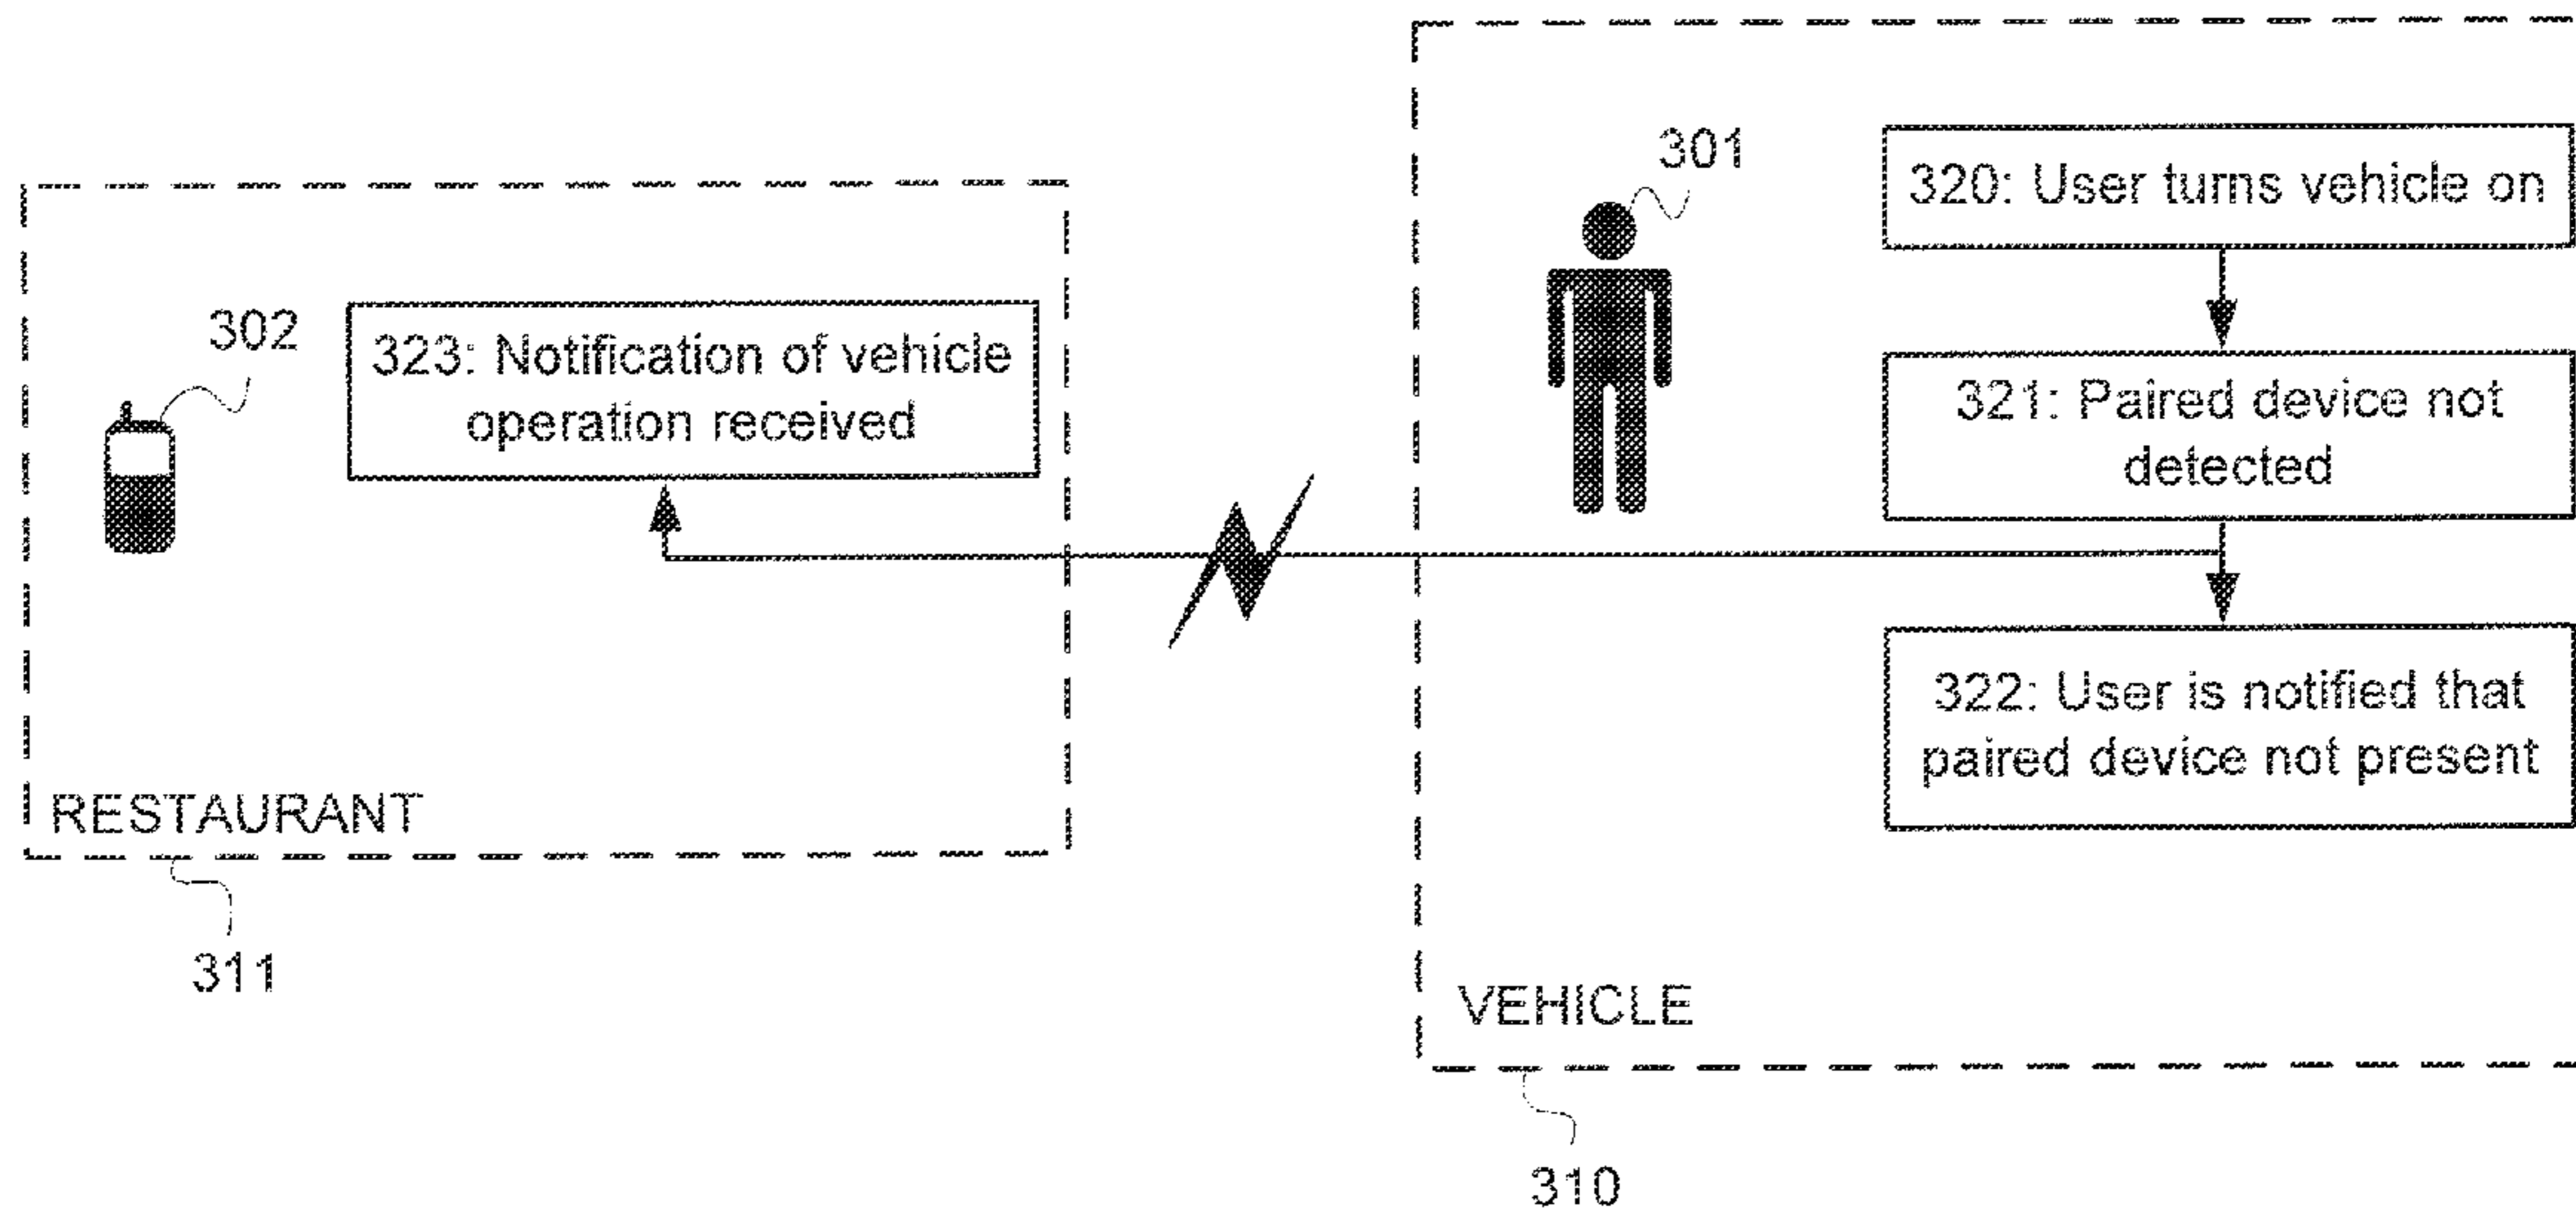 301
320: User turns vehicle on
302
323: Notification of vehicle
operation received
321: Paired device not
detected
322: User is notified that
paired device not present
RESTAURANT
311
VEHICLE
310